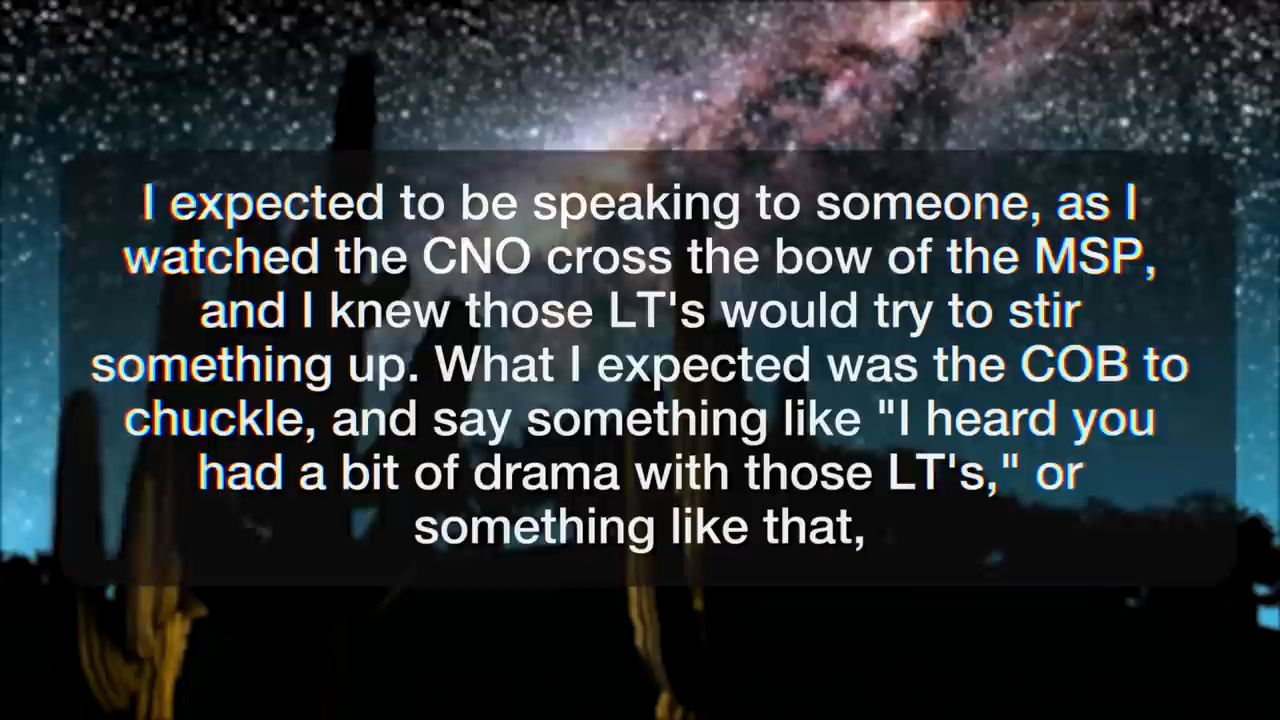 I expected to be speaking to someone, as I
watched the CNO cross the bow of the MSP,
and I knew those LT's would try to stir
something up. What I expected was the COB to
chuckle, and say something like "I heard you
had a bit of drama with those LT's," or
something like that,